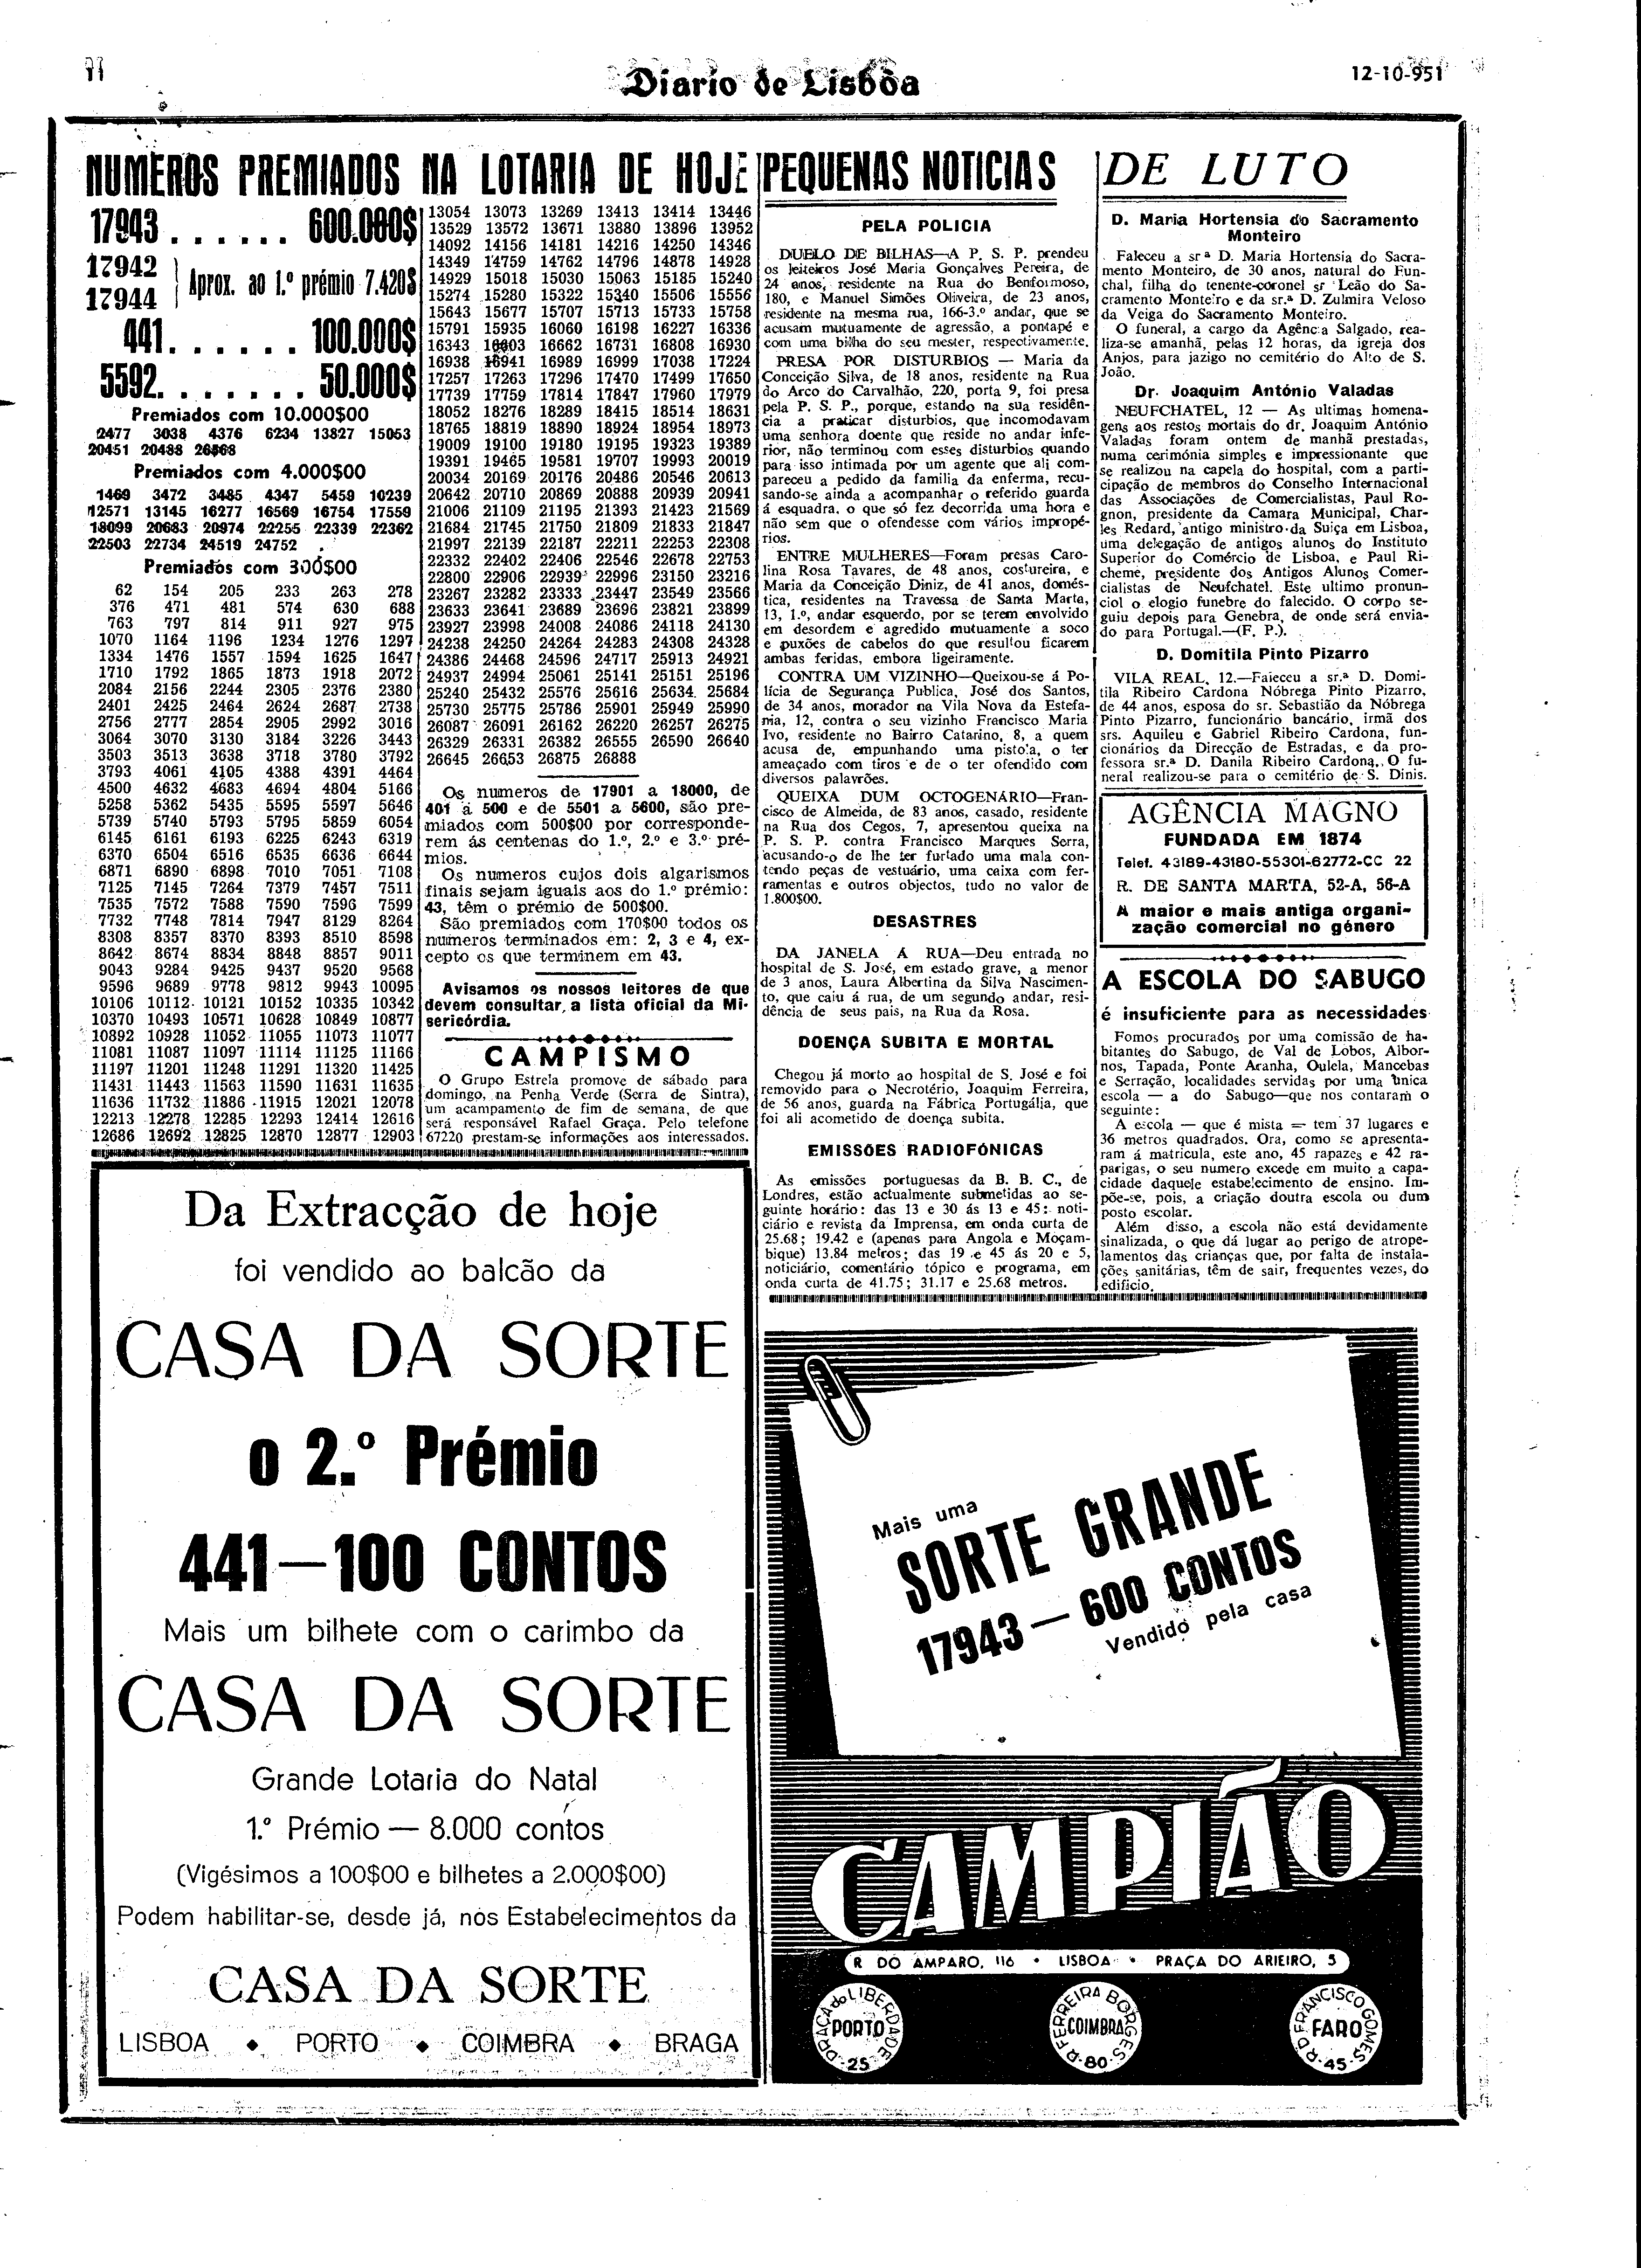 11
Diario de Lisbôa
12-10-951
NUMEROS PREMIADOS NA LOTARIA DE HOJE
17943 . . . . . . 600.000$
17942
17944
Aprox. ao 1.º prémio 7.420$
441. . . . . . . 100.000$
5592. . . . . . . 50.000$
Premiados com 10.000$00
2477 3038 4376 6234 13827 15053
20451 20488 26868
Premiados com 4.000$00
1469 3472 3485 4347 5459 10239
12571 13145 16277 16569 16754 17559
18099 20683 20974 22255 22339 22362
22503 22734 24519 24752
Premiados com 300$00
62 154 205 233 263 278
376 471 481 574 630 688
763 797 814 911 927 975
1070 1164 1196 1234 1276 1297
1334 1476 1557 1594 1625 1647
1710 1792 1865 1873 1918 2072
2084 2156 2244 2305 2376 2380
2401 2425 2464 2624 2687 2738
2756 2777 2854 2905 2992 3016
3064 3070 3130 3184 3226 3443
3503 3513 3638 3718 3780 3792
3793 4061 4105 4388 4391 4464
4500 4632 4683 4694 4804 5166
5258 5362 5435 5595 5597 5646
5739 5740 5793 5795 5859 6054
6145 6161 6193 6225 6243 6319
6370 6504 6516 6535 6636 6644
6871 6890 6898 7010 7051 7108
7125 7145 7264 7379 7457 7511
7535 7572 7588 7590 7596 7599
7732 7748 7814 7947 8129 8264
8308 8357 8370 8393 8510 8598
8642 8674 8834 8848 8857 9011
9043 9284 9425 9437 9520 9568
9596 9689 9778 9812 9943 10095
10106 10112 10121 10152 10335 10342
10370 10493 10571 10628 10849 10877
10892 10928 11052 11055 11073 11077
11081 11087 11097 11114 11125 11166
11197 11201 11248 11291 11320 11425
11431 11443 11563 11590 11631 11635
11636 11732 11886 11915 12021 12078
12213 12278 12285 12293 12414 12616
12686 12692 12825 12870 12877 12903
13054 13073 13269 13413 13414 13446
13529 13572 13671 13880 13896 13952
14092 14156 14181 14216 14250 14346
14349 14759 14762 14796 14878 14928
14929 15018 15030 15063 15185 15240
15274 15280 15322 15340 15506 15556
15643 15677 15707 15713 15733 15758
15791 15935 16060 16198 16227 16336
16343 16603 16662 16731 16808 16930
16938 16941 16989 16999 17038 17224
17257 17263 17296 17470 17499 17650
17739 17759 17814 17847 17960 17979
18052 18276 18289 18415 18514 18631
18765 18819 18890 18924 18954 18973
19009 19100 19180 19195 19323 19389
19391 19465 19581 19707 19993 20019
20034 20169 20176 20486 20546 20613
20642 20710 20869 20888 20939 20941
21006 21109 21195 21393 21423 21569
21684 21745 21750 21809 21833 21847
21997 22139 22187 22211 22253 22308
22332 22402 22406 22546 22678 22753
22800 22906 22939 22996 23150 23216
23267 23282 23333 23447 23549 23566
23633 23641 23689 23696 23821 23899
23927 23998 24008 24086 24118 24130
24238 24250 24264 24283 24308 24328
24386 24468 24596 24717 25913 24921
24937 24994 25061 25141 25151 25196
25240 25432 25576 25616 25634 25684
25730 25775 25786 25901 25949 25990
26087 26091 26162 26220 26257 26275
26329 26331 26382 26555 26590 26640
26645 26653 26875 26888
Os numeros de 17901 a 18000, de
401 a 500 e de 5501 a 5600, são pre-
miados com 500$00 por corresponde-
rem ás centenas do 1.º, 2.º e 3.º pré-
mios.
Os numeros cujos dois algarismos
finais sejam iguais aos do 1.º prémio:
43, têm o prémio de 500$00.
São premiados com 170$00 todos os
numeros terminados em: 2, 3 e 4, ex-
cepto os que terminem em 43.
Avisamos os nossos leitores de que
devem consultar, a lista oficial da Mi-
sericórdia.
CAMPISMO
O Grupo Estrela promove de sábado para
domingo, na Penha Verde (Serra de Sintra),
um acampamento de fim de semana, de que
será responsável Rafael Graça. Pelo telefone
67220 prestam-se informações aos interessados.
PEQUENAS NOTICIAS
PELA POLICIA
DUELO DE BILHAS—A P. S. P. prendeu
os leiteiros José Maria Gonçalves Pereira, de
24 anos, residente na Rua do Benformoso,
180, e Manuel Simões Oliveira, de 23 anos,
residente na mesma rua, 166-3.º andar, que se
acusam mutuamente de agressão, a pontapé e
com uma bilha do seu mester, respectivamente.
PRESA POR DISTURBIOS — Maria da
Conceição Silva, de 18 anos, residente na Rua
do Arco do Carvalhão, 220, porta 9, foi presa
pela P. S. P., porque, estando na sua residên-
cia a praticar disturbios, que incomodavam
uma senhora doente que reside no andar infe-
rior, não terminou com esses disturbios quando
para isso intimada por um agente que ali com-
pareceu a pedido da familia da enferma, recu-
sando-se ainda a acompanhar o referido guarda
á esquadra, o que só fez decorrida uma hora e
não sem que o ofendesse com vários impropé-
rios.
ENTRE MULHERES—Foram presas Caro-
lina Rosa Tavares, de 48 anos, costureira, e
Maria da Conceição Diniz, de 41 anos, domés-
tica, residentes na Travessa de Santa Marta,
13, 1.º, andar esquerdo, por se terem envolvido
em desordem e agredido mutuamente a soco
e puxões de cabelos do que resultou ficarem
ambas feridas, embora ligeiramente.
CONTRA UM VIZINHO—Queixou-se á Po-
lícia de Segurança Publica, José dos Santos,
de 34 anos, morador na Vila Nova da Estefa-
nia, 12, contra o seu vizinho Francisco Maria
Ivo, residente no Bairro Catarino, 8, a quem
acusa de, empunhando uma pistola, o ter
ameaçado com tiros e de o ter ofendido com
diversos palavrões.
QUEIXA DUM OCTOGENÁRIO—Fran-
cisco de Almeida, de 83 anos, casado, residente
na Rua dos Cegos, 7, apresentou queixa na
P. S. P. contra Francisco Marques Serra,
acusando-o de lhe ter furtado uma mala con-
tendo peças de vestuário, uma caixa com fer-
ramentas e outros objectos, tudo no valor de
1.800$00.
DESASTRES
DA JANELA Á RUA—Deu entrada no
hospital de S. José, em estado grave, a menor
de 3 anos, Laura Albertina da Silva Nascimen-
to, que caiu á rua, de um segundo andar, resi-
dência de seus pais, na Rua da Rosa.
DOENÇA SUBITA E MORTAL
Chegou já morto ao hospital de S. José e foi
removido para o Necrotério, Joaquim Ferreira,
de 56 anos, guarda na Fábrica Portugália, que
foi ali acometido de doença subita.
EMISSÕES RADIOFÓNICAS
As emissões portuguesas da B. B. C., de
Londres, estão actualmente submetidas ao se-
guinte horário: das 13 e 30 ás 13 e 45: noti-
ciário e revista da Imprensa, em onda curta de
25.68; 19.42 e (apenas para Angola e Moçam-
bique) 13.84 metros; das 19 e 45 ás 20 e 5,
noticiário, comentário tópico e programa, em
onda curta de 41.75; 31.17 e 25.68 metros.
DE LUTO
D. Maria Hortensia do Sacramento
Monteiro
Faleceu a srª D. Maria Hortensia do Sacra-
mento Monteiro, de 30 anos, natural do Fun-
chal, filha do tenente-coronel sr Leão do Sa-
cramento Monteiro e da sr.ª D. Zulmira Veloso
da Veiga do Sacramento Monteiro.
O funeral, a cargo da Agência Salgado, rea-
liza-se amanhã, pelas 12 horas, da igreja dos
Anjos, para jazigo no cemitério do Alto de S.
João.
Dr. Joaquim António Valadas
NEUFCHATEL, 12 — As ultimas homena-
gens aos restos mortais do dr. Joaquim António
Valadas foram ontem de manhã prestadas,
numa cerimónia simples e impressionante que
se realizou na capela do hospital, com a parti-
cipação de membros do Conselho Internacional
das Associações de Comercialistas, Paul Ro-
gnon, presidente da Camara Municipal, Char-
les Redard, antigo ministro da Suiça em Lisboa,
uma delegação de antigos alunos do Instituto
Superior do Comércio de Lisboa, e Paul Ri-
cheme, presidente dos Antigos Alunos Comer-
cialistas de Neufchatel. Este ultimo pronun-
ciol o elogio funebre do falecido. O corpo se-
guiu depois para Genebra, de onde será envia-
do para Portugal.—(F. P.).
D. Domitila Pinto Pizarro
VILA REAL, 12.—Faieceu a sr.ª D. Domi-
tila Ribeiro Cardona Nóbrega Pinto Pizarro,
de 44 anos, esposa do sr. Sebastião da Nóbrega
Pinto Pizarro, funcionário bancário, irmã dos
srs. Aquileu e Gabriel Ribeiro Cardona, fun-
cionários da Direcção de Estradas, e da pro-
fessora sr.ª D. Danila Ribeiro Cardona. O fu-
neral realizou-se para o cemitério de S. Dinis.
AGÊNCIA MAGNO
FUNDADA EM 1874
Telef. 43189-43180-55301-62772-CC 22
R. DE SANTA MARTA, 52-A, 56-A
A maior e mais antiga organi-
zação comercial no género
A ESCOLA DO SABUGO
é insuficiente para as necessidades
Fomos procurados por uma comissão de ha-
bitantes do Sabugo, de Val de Lobos, Albor-
nos, Tapada, Ponte Aranha, Oulela, Mancebas
e Serração, localidades servidas por uma única
escola — a do Sabugo—que nos contaram o
seguinte:
A escola — que é mista — tem 37 lugares e
36 metros quadrados. Ora, como se apresenta-
ram á matricula, este ano, 45 rapazes e 42 ra-
parigas, o seu numero excede em muito a capa-
cidade daquele estabelecimento de ensino. Im-
põe-se, pois, a criação doutra escola ou dum
posto escolar.
Além disso, a escola não está devidamente
sinalizada, o que dá lugar ao perigo de atrope-
lamentos das crianças que, por falta de instala-
ções sanitárias, têm de sair, frequentes vezes, do
edificio.
Da Extracção de hoje
foi vendido ao balcão da
CASA DA SORTE
o 2.º Prémio
441—100 CONTOS
Mais um bilhete com o carimbo da
CASA DA SORTE
Grande Lotaria do Natal
1.º Prémio — 8.000 contos
(Vigésimos a 100$00 e bilhetes a 2.000$00)
Podem habilitar-se, desde já, nos Estabelecimentos da
CASA DA SORTE
LISBOA ◆ PORTO ◆ COIMBRA ◆ BRAGA
Mais uma
SORTE GRANDE
17943 — 600 CONTOS
Vendido pela casa
CAMPIÃO
R DO AMPARO, 116 • LISBOA • PRAÇA DO ARIEIRO, 5
PRAÇA do LIBERDADE
PORTO
25
R FERREIRA BORGES
COIMBRA
80
R D FRANCISCO GOMES
FARO
45